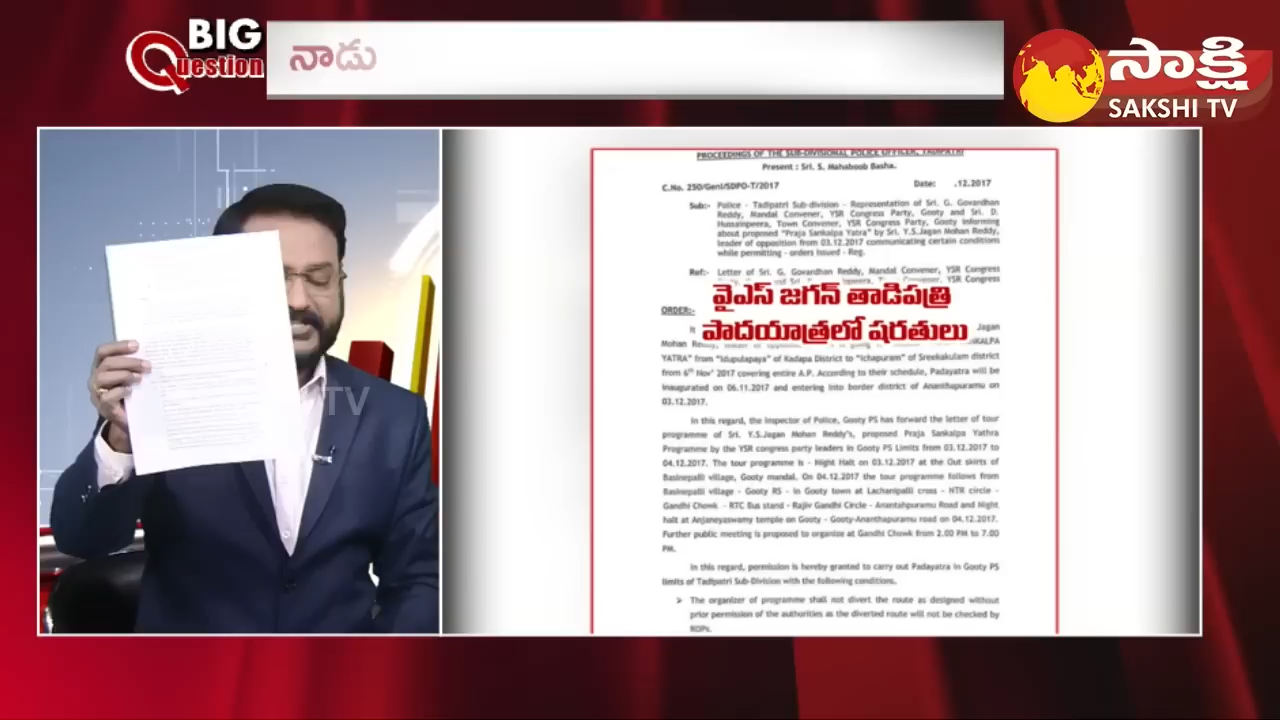 BIG
Question
నాడు
సాక్షి
SAKSHI TV
PROCEEDINGS OF THE SUB-DIVISIONAL POLICE OFFICER, TADIPATRI
Present : Sri. S. Mahaboob Basha.
C.No. 250/Genl/SDPO-T/2017 Date: .12.2017
Sub:- Police - Tadipatri Sub-division - Representation of Sri. G. Govardhan
Reddy, Mandal Convener, YSR Congress Party, Gooty and Sri. D.
Hussainpeera, Town Convener, YSR Congress Party, Gooty informing
about proposed "Praja Sankalpa Yatra" by Sri. Y.S.Jagan Mohan Reddy,
leader of opposition from 03.12.2017 communicating certain conditions
while permitting - orders issued - Reg.
Ref:- Letter of Sri. G. Govardhan Reddy, Mandal Convener, YSR Congress
YSR Congress
వైఎస్ జగన్ తాడిపత్రి
ORDER:-
పాదయాత్రలో షరతులు
It Jagan
Mohan Reddy,
YATRA" from "Idupulapaya" of Kadapa District to "Ichapuram" of Sreekakulam district
from 6th Nov' 2017 covering entire A.P. According to their schedule, Padayatra will be
inaugurated on 06.11.2017 and entering into border district of Ananthapuramu on
03.12.2017.
In this regard, the Inspector of Police, Gooty PS has forward the letter of tour
programme of Sri. Y.S.Jagan Mohan Reddy's, proposed Praja Sankalpa Yathra
Programme by the YSR congress party leaders in Gooty PS Limits from 03.12.2017 to
04.12.2017. The tour programme is - Night Halt on 03.12.2017 at the Out skirts of
Basinepalli village, Gooty mandal. On 04.12.2017 the tour programme follows from
Basinepalli village - Gooty RS - in Gooty town at Lachanipalli cross - NTR circle -
Gandhi Chowk - RTC Bus stand - Rajiv Gandhi Circle - Anantahpuramu Road and Night
halt at Anjaneyaswamy temple on Gooty - Gooty-Ananthapuramu road on 04.12.2017.
Further public meeting is proposed to organize at Gandhi Chowk from 2.00 PM to 7.00
PM.
In this regard, permission is hereby granted to carry out Padayatra in Gooty PS
limits of Tadipatri Sub-Division with the following conditions.
➢ The organizer of programme shall not divert the route as designed without
prior permission of the authorities as the diverted route will not be checked by
ROPs.
TV